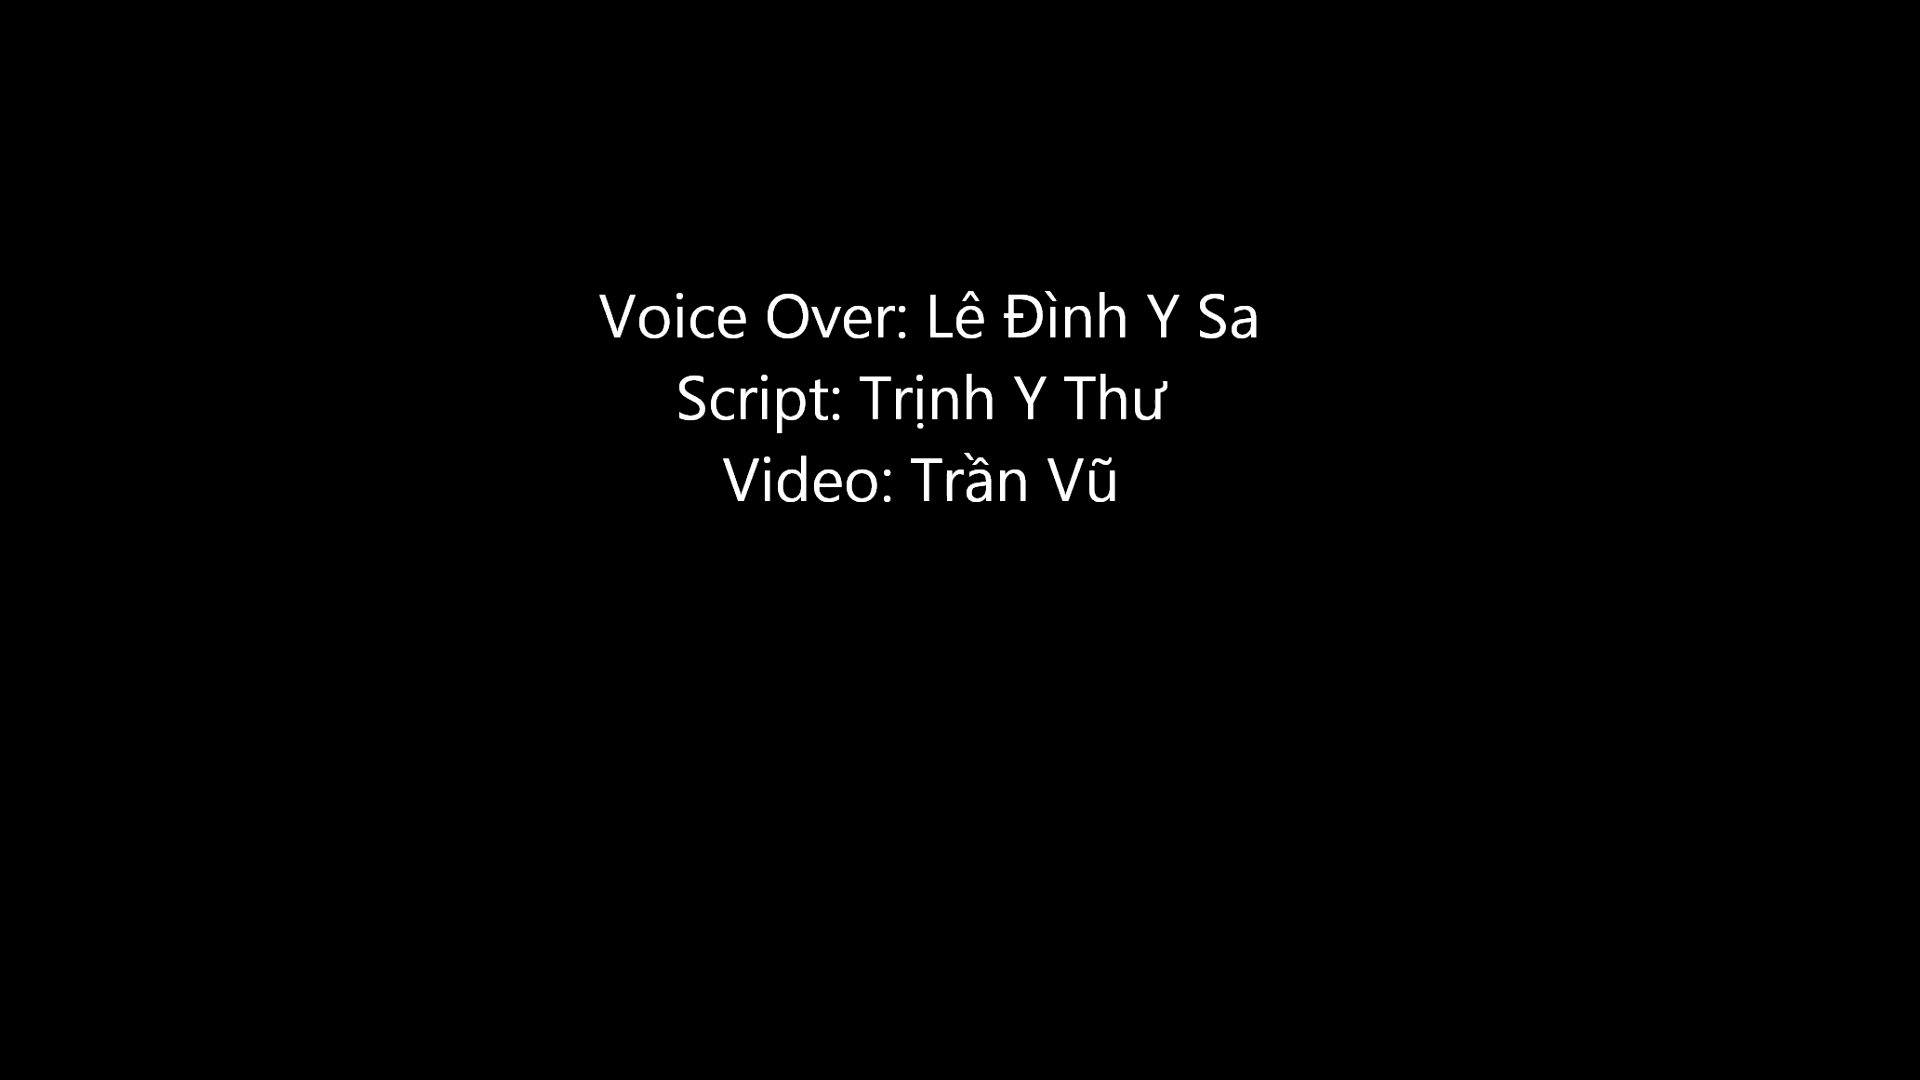 Voice Over: Lê Đình Y Sa
Script: Trịnh Y Thư
Video: Trần Vũ